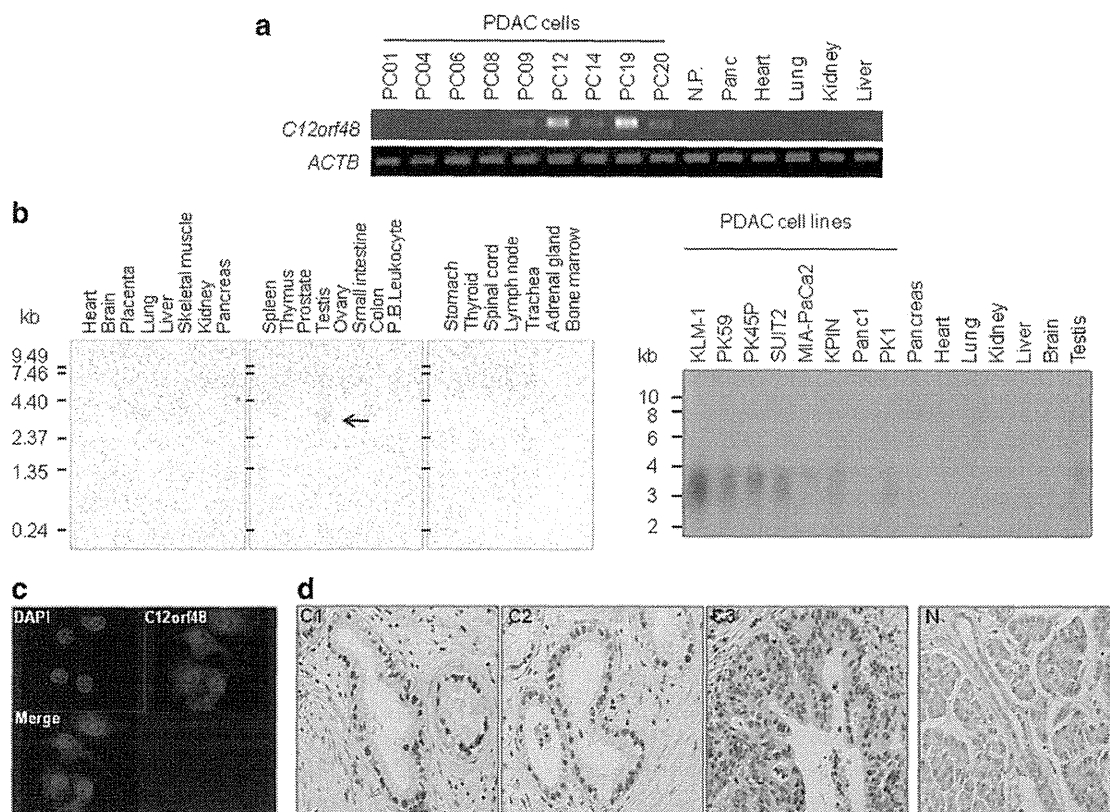 a
PDAC cells
PC01 PC04 PC06 PC08 PC09 PC12 PC14 PC19 PC20 N.P. Panc Heart Lung Kidney Liver
C12orf48
ACTB
b
kb
Heart Brain Placenta Lung Liver Skeletal muscle Kidney Pancreas
Spleen Thymus Prostate Testis Ovary Small intestine Colon P.B.Leukocyte
Stomach Thyroid Spinal cord Lymph node Trachea Adrenal gland Bone marrow
9.49
7.46
4.40
2.37
1.35
0.24
PDAC cell lines
kb
KLM-1 PK59 PK45P SUIT2 MIA-PaCa2 KPIN Panc1 PK1 Pancreas Heart Lung Kidney Liver Brain Testis
10
8
6
4
3
2
c
DAPI
C12orf48
Merge
d
C1
C2
C3
N